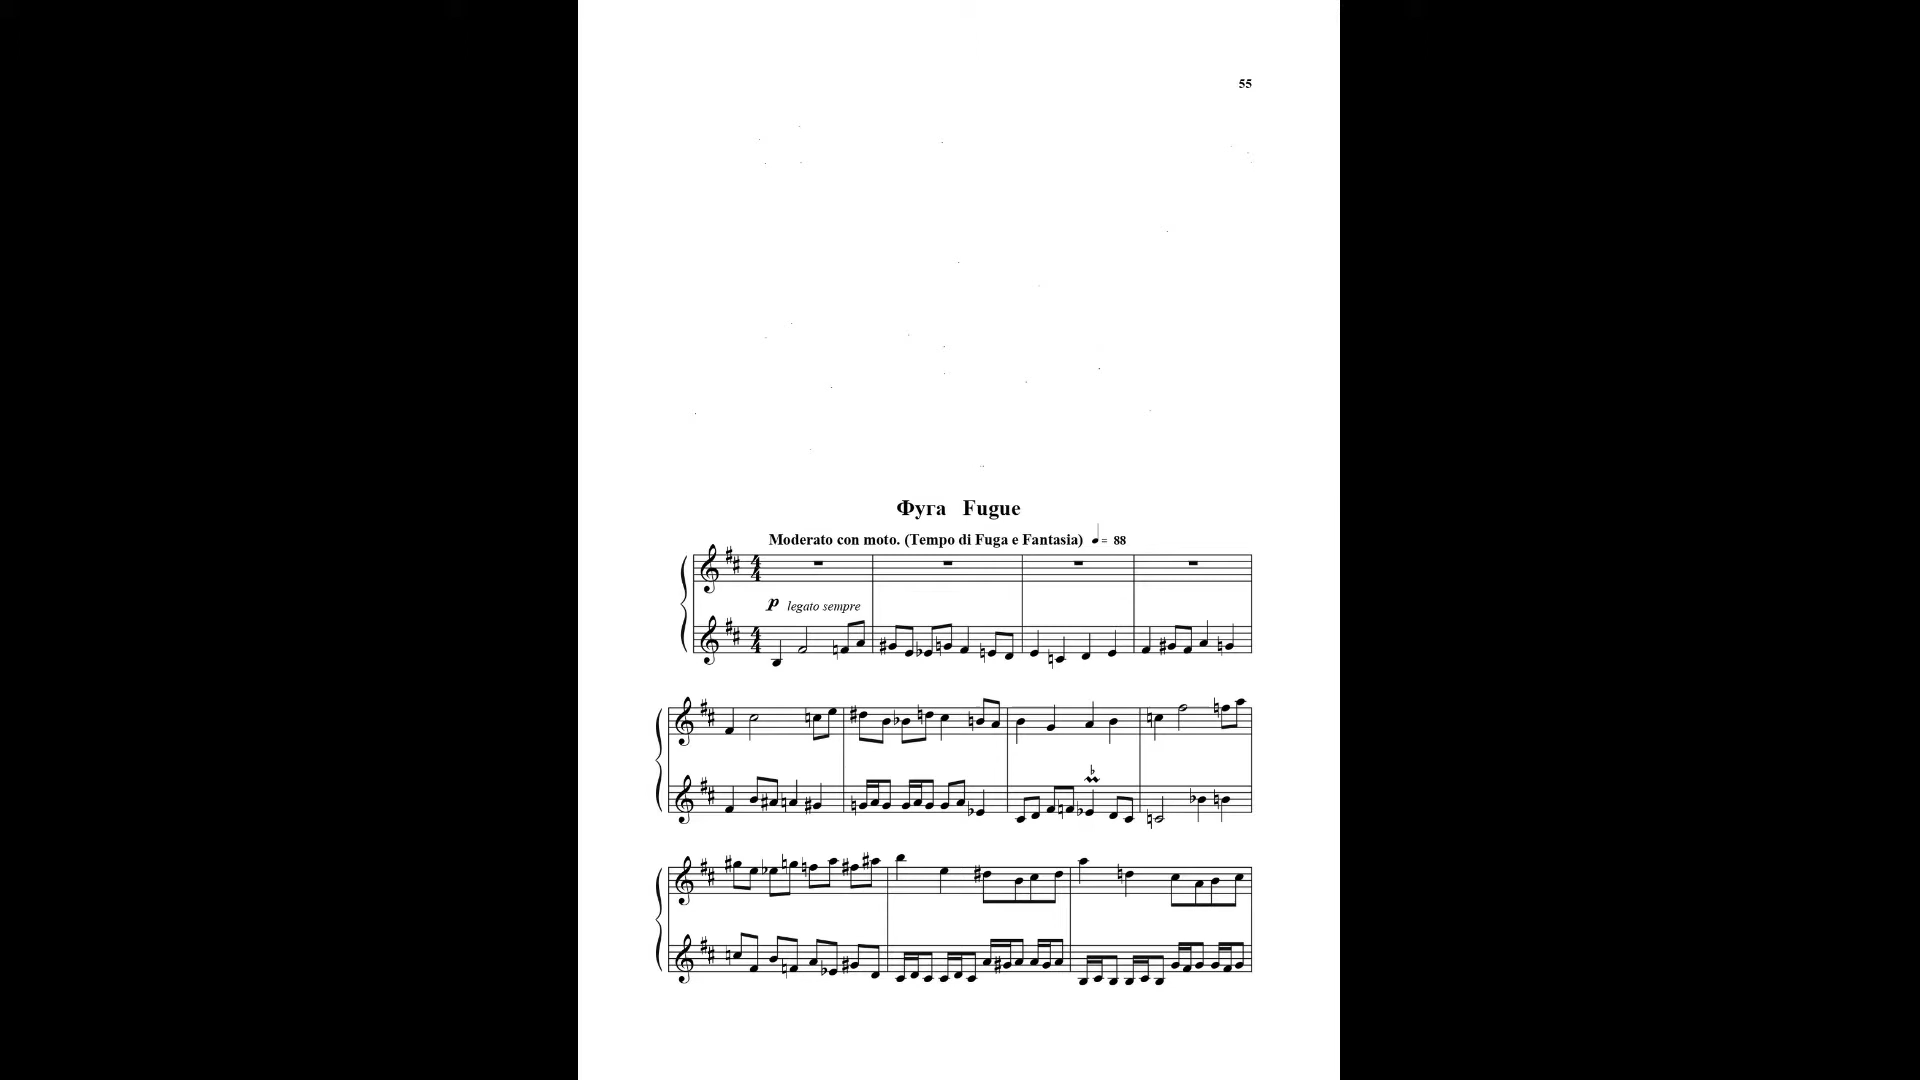 55
Фуга Fugue
Moderato con moto. (Tempo di Fuga e Fantasia) ♩= 88
p legato sempre